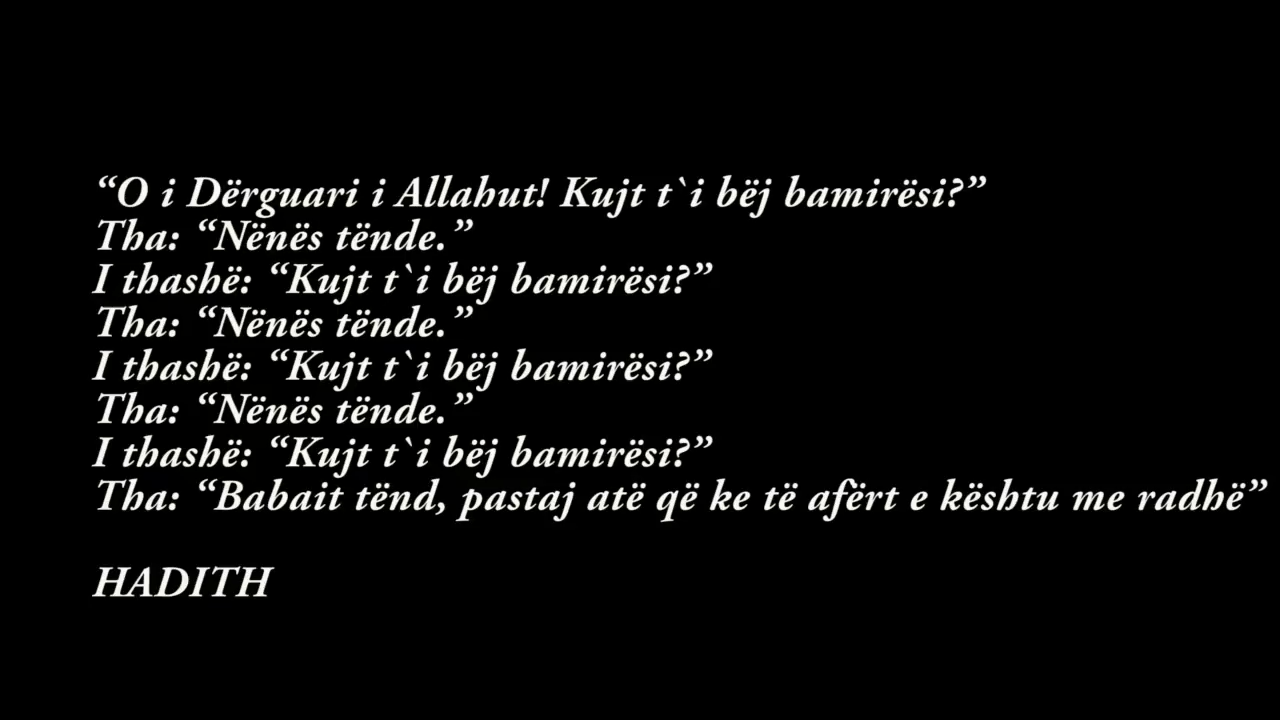 “O i Dërguari i Allahut! Kujt t`i bëj bamirësi?”
Tha: “Nënës tënde.”
I thashë: “Kujt t`i bëj bamirësi?”
Tha: “Nënës tënde.”
I thashë: “Kujt t`i bëj bamirësi?”
Tha: “Nënës tënde.”
I thashë: “Kujt t`i bëj bamirësi?”
Tha: “Babait tënd, pastaj atë që ke të afërt e kështu me radhë”
HADITH